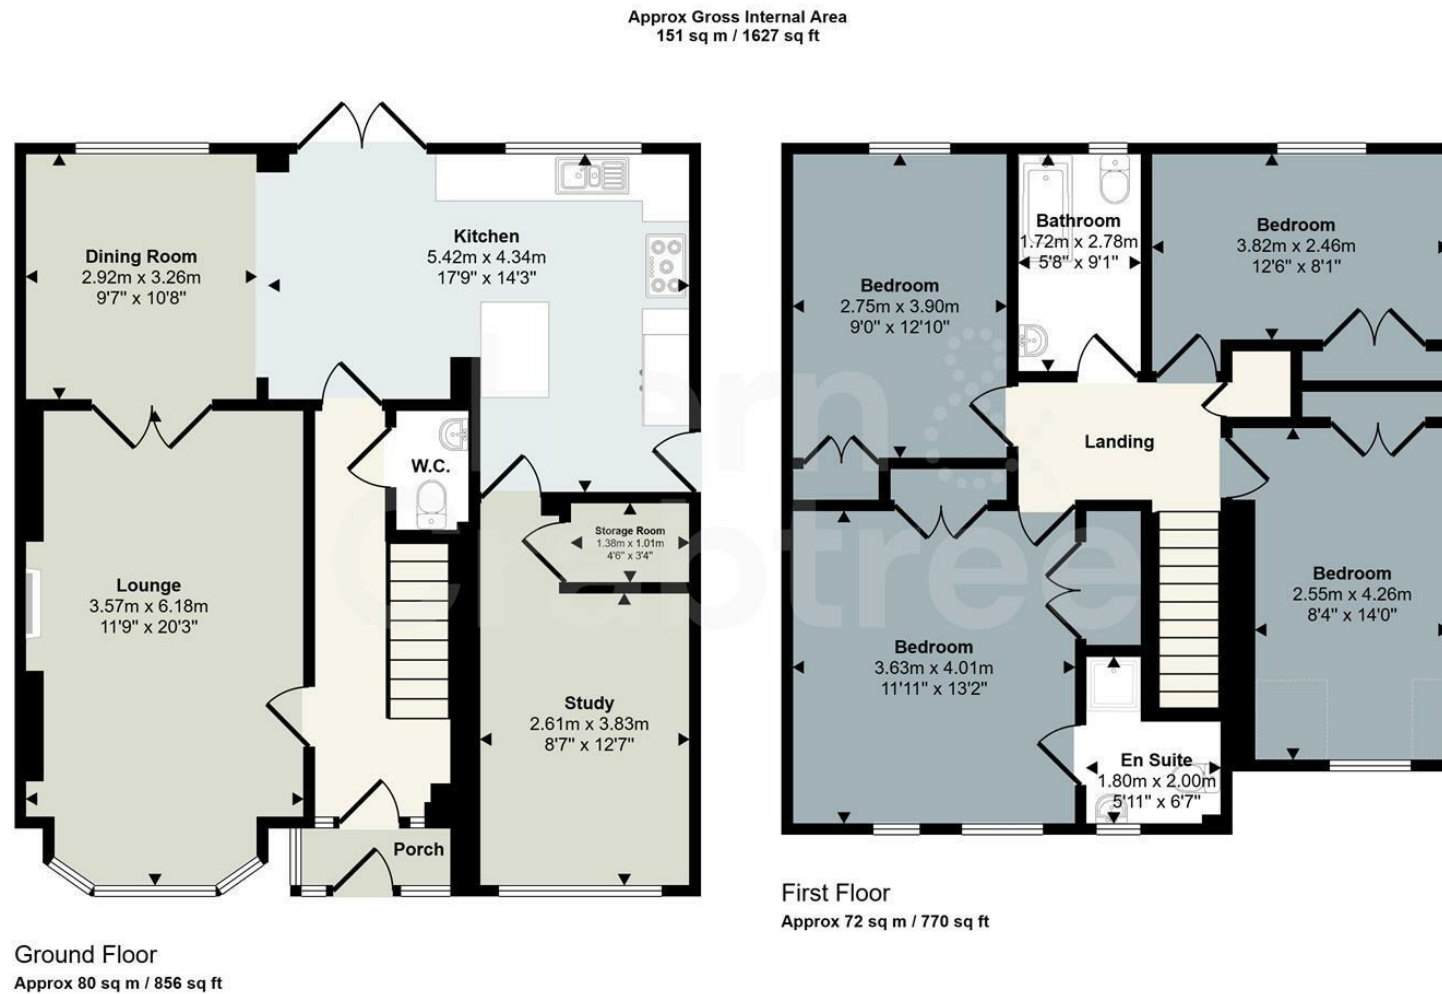 Approx Gross Internal Area
151 sq m / 1627 sq ft
Dining Room
2.92m x 3.26m
9'7" x 10'8"
Kitchen
5.42m x 4.34m
17'9" x 14'3"
W.C.
Storage Room
1.38m x 1.01m
4'6" x 3'4"
Lounge
3.57m x 6.18m
11'9" x 20'3"
Study
2.61m x 3.83m
8'7" x 12'7"
Porch
Ground Floor
Approx 80 sq m / 856 sq ft
Bedroom
2.75m x 3.90m
9'0" x 12'10"
Bathroom
1.72m x 2.78m
5'8" x 9'1"
Bedroom
3.82m x 2.46m
12'6" x 8'1"
Landing
Bedroom
3.63m x 4.01m
11'11" x 13'2"
Bedroom
2.55m x 4.26m
8'4" x 14'0"
En Suite
1.80m x 2.00m
5'11" x 6'7"
First Floor
Approx 72 sq m / 770 sq ft
Crabtree